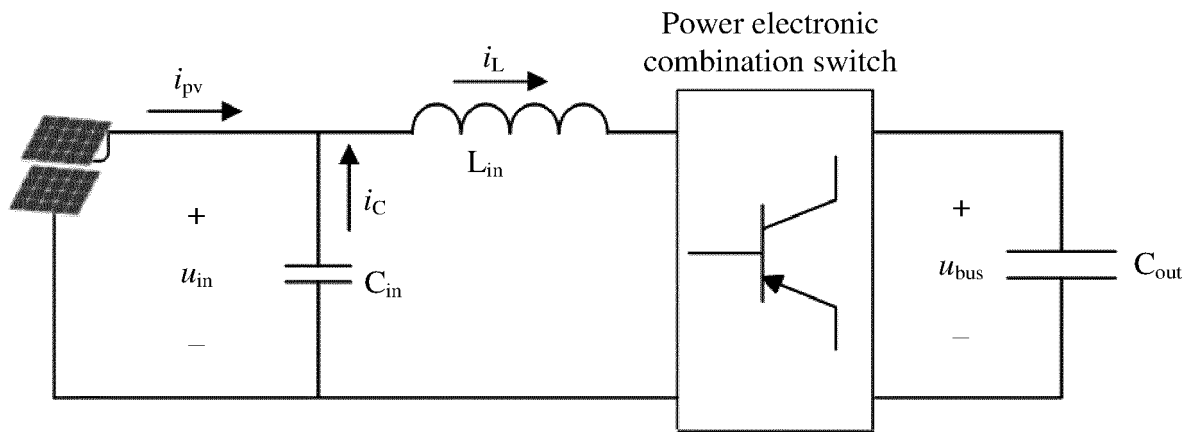 Power electronic
combination switch
i_pv
i_L
L_in
i_C
+
u_in
–
C_in
+
u_bus
–
C_out